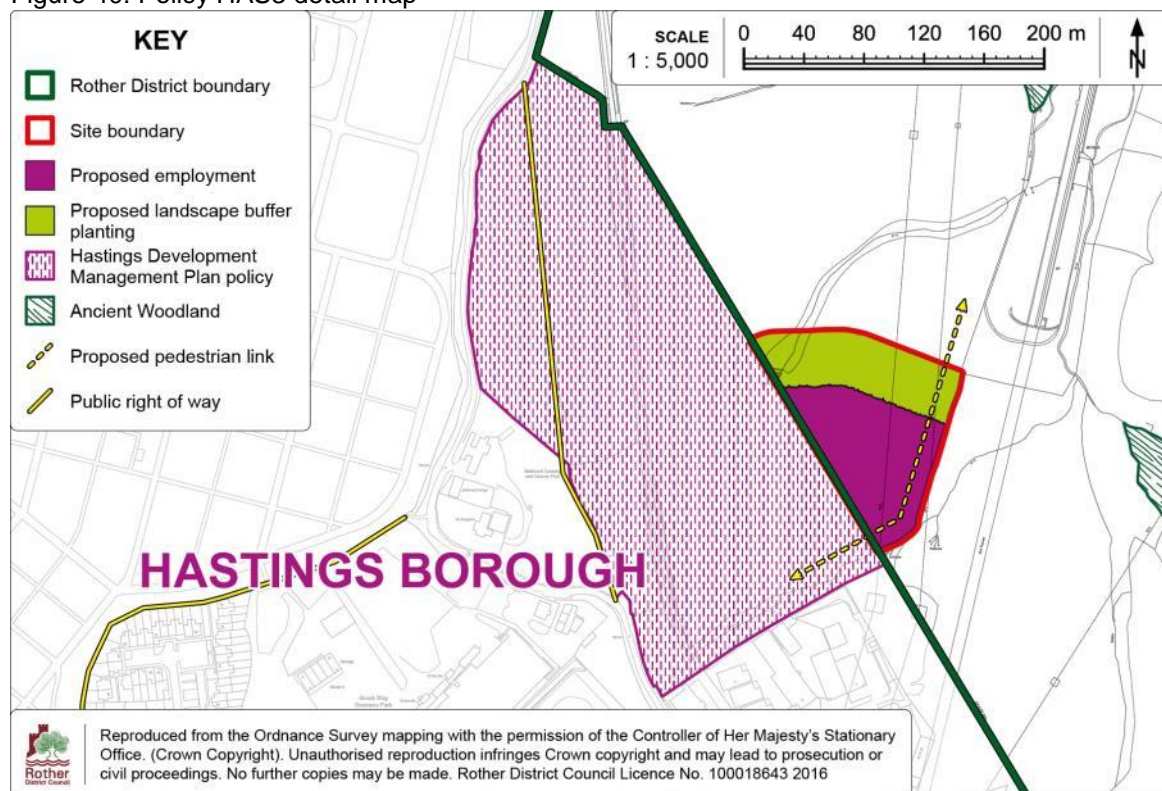 KEY
Rother District boundary
Site boundary
Proposed employment
Proposed landscape buffer
planting
Hastings Development
Management Plan policy
Ancient Woodland
Proposed pedestrian link
Public right of way
SCALE
1 : 5,000
0 40 80 120 160 200 m
N
HASTINGS BOROUGH
Rother
District Council
Reproduced from the Ordnance Survey mapping with the permission of the Controller of Her Majesty's Stationary
Office. (Crown Copyright). Unauthorised reproduction infringes Crown copyright and may lead to prosecution or
civil proceedings. No further copies may be made. Rother District Council Licence No. 100018643 2016